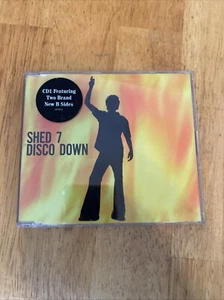 CD1 Featuring
Two Brand
New B Sides
SHED 7
DISCO DOWN